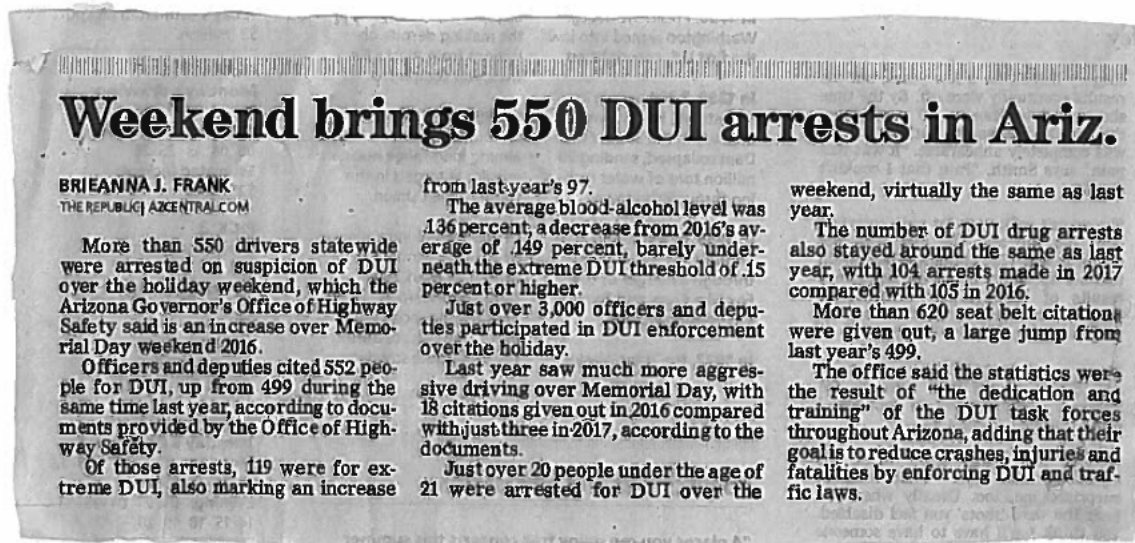 Weekend brings 550 DUI arrests in Ariz.
BRIEANNA J. FRANK
THE REPUBLIC | AZCENTRAL.COM
More than 550 drivers statewide
were arrested on suspicion of DUI
over the holiday weekend, which the
Arizona Governor's Office of Highway
Safety said is an increase over Memo-
rial Day weekend 2016.
Officers and deputies cited 552 peo-
ple for DUI, up from 499 during the
same time last year, according to docu-
ments provided by the Office of High-
way Safety.
Of those arrests, 119 were for ex-
treme DUI, also marking an increase
from last year's 97.
The average blood-alcohol level was
.136 percent, a decrease from 2016's av-
erage of .149 percent, barely under-
neath the extreme DUI threshold of .15
percent or higher.
Just over 3,000 officers and depu-
ties participated in DUI enforcement
over the holiday.
Last year saw much more aggres-
sive driving over Memorial Day, with
18 citations given out in 2016 compared
with just three in 2017, according to the
documents.
Just over 20 people under the age of
21 were arrested for DUI over the
weekend, virtually the same as last
year.
The number of DUI drug arrests
also stayed around the same as last
year, with 104 arrests made in 2017
compared with 105 in 2016.
More than 620 seat belt citations
were given out, a large jump from
last year's 499.
The office said the statistics were
the result of "the dedication and
training" of the DUI task forces
throughout Arizona, adding that their
goal is to reduce crashes, injuries and
fatalities by enforcing DUI and traf-
fic laws.